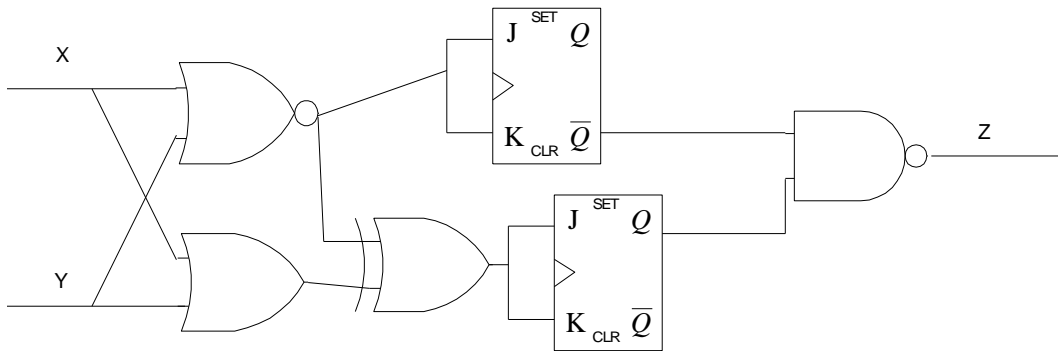 X
Y
SET
J Q
K CLR Q̅
SET
J Q
K CLR Q̅
Z